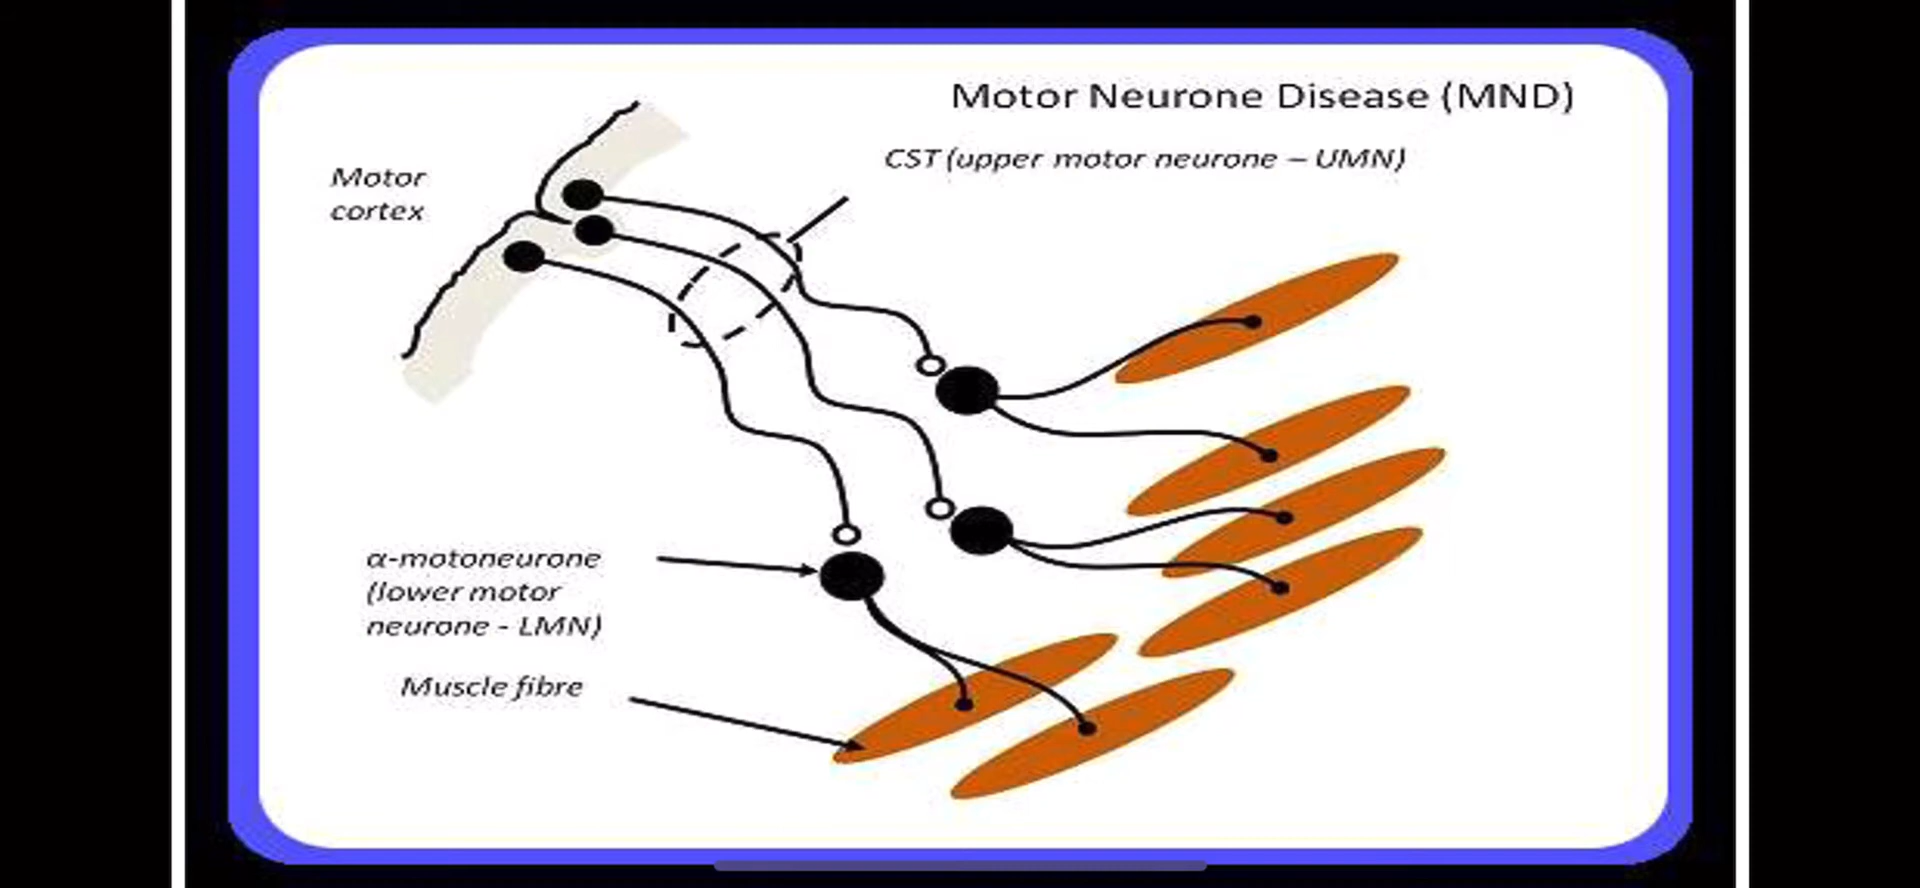 Motor Neurone Disease (MND)
CST (upper motor neurone – UMN)
Motor
cortex
α-motoneurone
(lower motor
neurone - LMN)
Muscle fibre